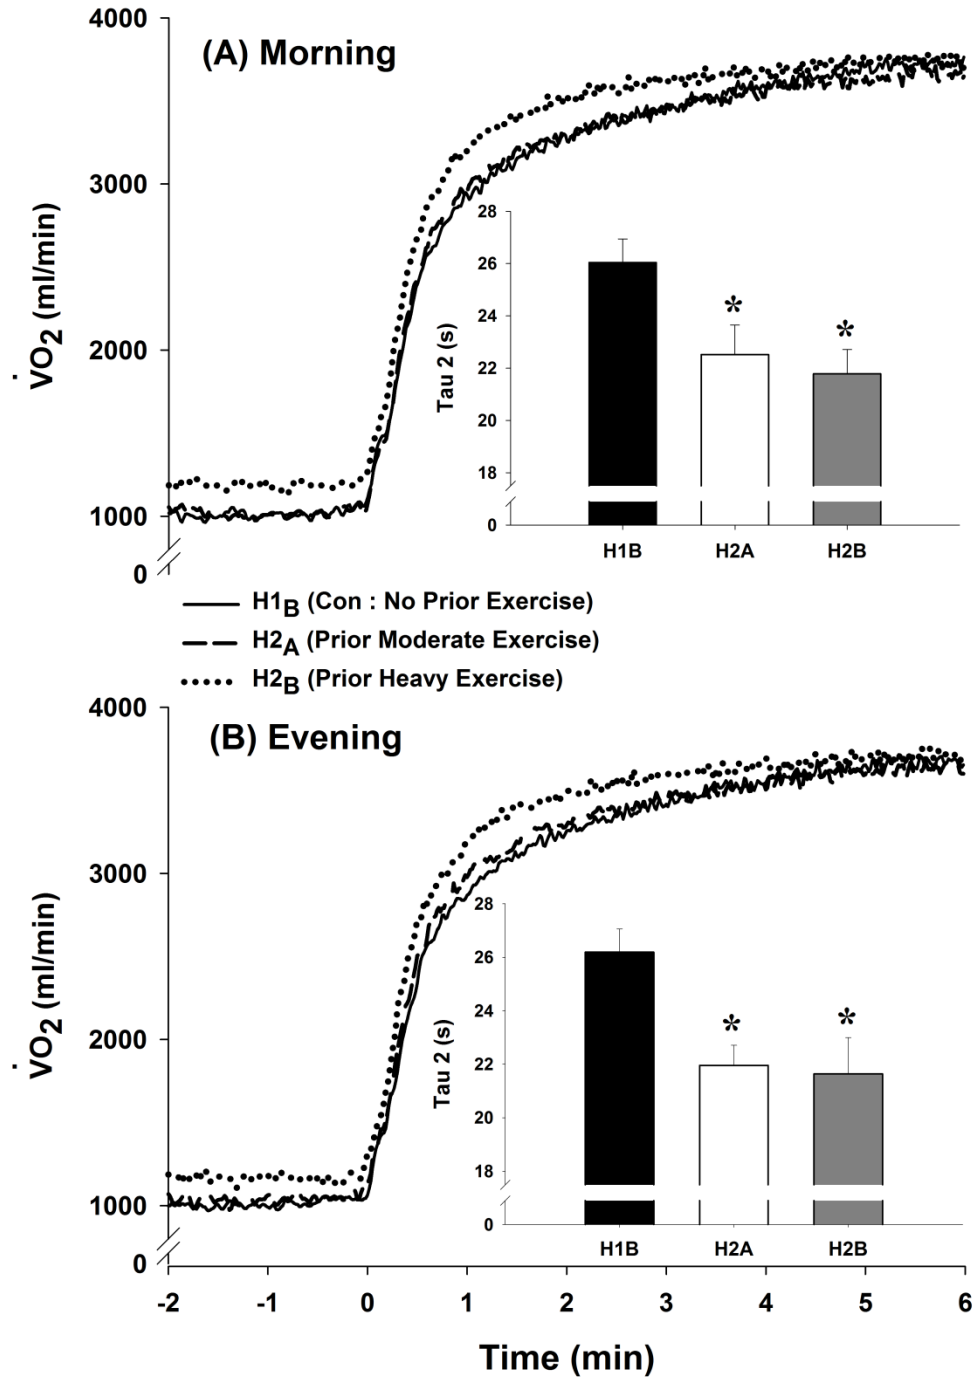 (A) Morning
4000
3000
2000
1000
0
V̇O2 (ml/min)
28
26
24
22
20
18
0
Tau 2 (s)
*
*
H1B
H2A
H2B
H1B (Con : No Prior Exercise)
H2A (Prior Moderate Exercise)
H2B (Prior Heavy Exercise)
(B) Evening
4000
3000
2000
1000
0
V̇O2 (ml/min)
28
26
24
22
20
18
0
Tau 2 (s)
*
*
H1B
H2A
H2B
-2
-1
0
1
2
3
4
5
6
Time (min)